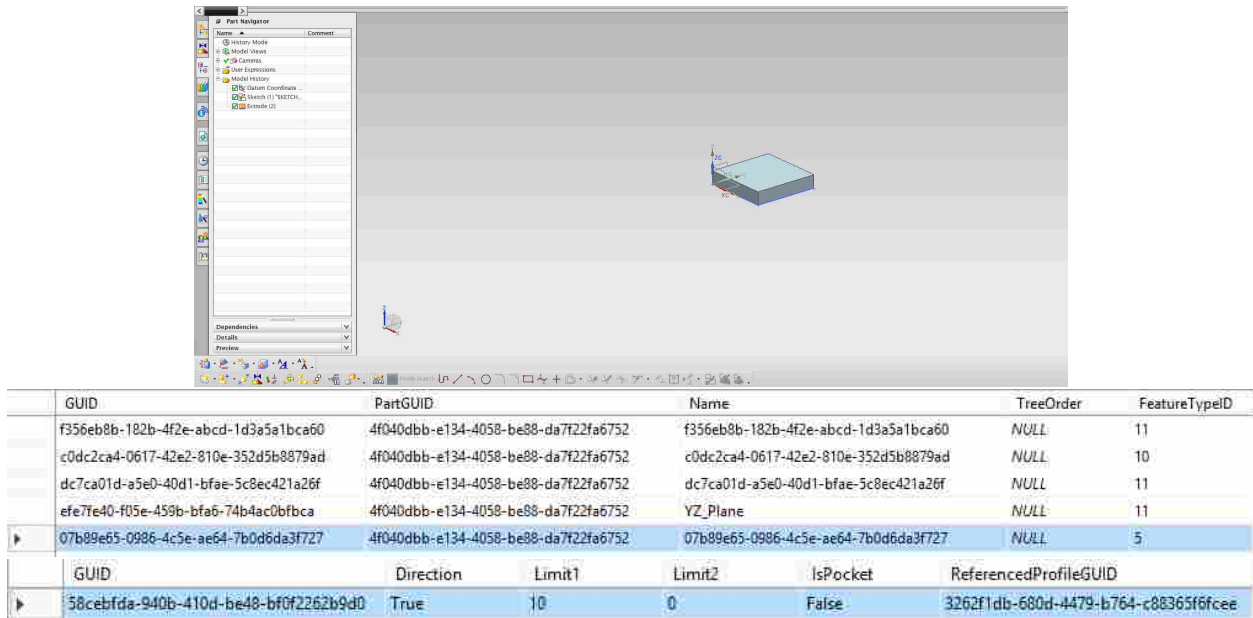 Part Navigator
Name Comment
History Mode
Model Views
Cameras
User Expressions
Model History
Datum Coordinate ...
Sketch (1) "SKETCH...
Extrude (2)
Dependencies
Details
Preview
Z
ZC
Y
XC
Z
X
Finish Sketch
GUID PartGUID Name TreeOrder FeatureTypeID
f356eb8b-182b-4f2e-abcd-1d3a5a1bca60 4f040dbb-e134-4058-be88-da7f22fa6752 f356eb8b-182b-4f2e-abcd-1d3a5a1bca60 NULL 11
c0dc2ca4-0617-42e2-810e-352d5b8879ad 4f040dbb-e134-4058-be88-da7f22fa6752 c0dc2ca4-0617-42e2-810e-352d5b8879ad NULL 10
dc7ca01d-a5e0-40d1-bfae-5c8ec421a26f 4f040dbb-e134-4058-be88-da7f22fa6752 dc7ca01d-a5e0-40d1-bfae-5c8ec421a26f NULL 11
efe7fe40-f05e-459b-bfa6-74b4ac0bfbca 4f040dbb-e134-4058-be88-da7f22fa6752 YZ_Plane NULL 11
07b89e65-0986-4c5e-ae64-7b0d6da3f727 4f040dbb-e134-4058-be88-da7f22fa6752 07b89e65-0986-4c5e-ae64-7b0d6da3f727 NULL 5
GUID Direction Limit1 Limit2 IsPocket ReferencedProfileGUID
58cebfda-940b-410d-be48-bf0f2262b9d0 True 10 0 False 3262f1db-680d-4479-b764-c88365f6fcee